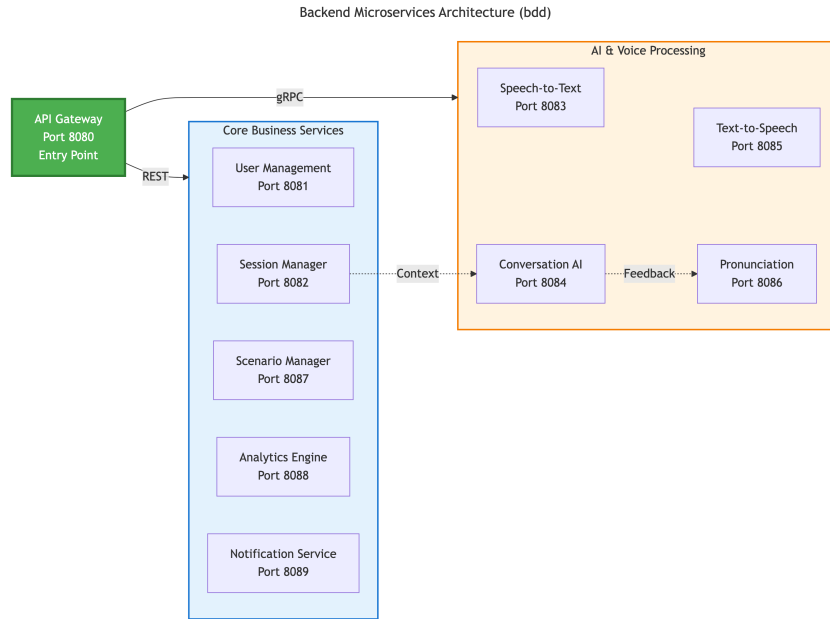 Backend Microservices Architecture (bdd)
API Gateway
Port 8080
Entry Point
gRPC
REST
Core Business Services
User Management
Port 8081
Session Manager
Port 8082
Scenario Manager
Port 8087
Analytics Engine
Port 8088
Notification Service
Port 8089
Context
AI & Voice Processing
Speech-to-Text
Port 8083
Text-to-Speech
Port 8085
Conversation AI
Port 8084
Feedback
Pronunciation
Port 8086